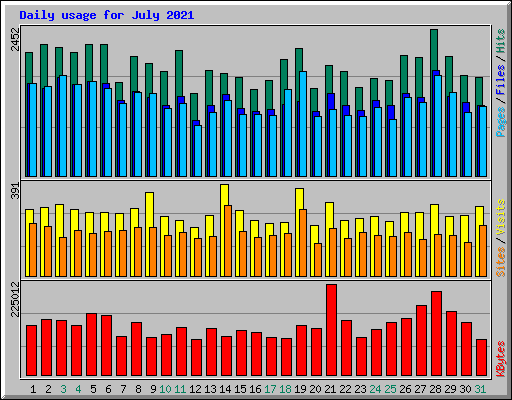 Daily usage for July 2021
2452
Pages / Files / Hits
391
Sites / Visits
225012
KBytes
1 2 3 4 5 6 7 8 9 10 11 12 13 14 15 16 17 18 19 20 21 22 23 24 25 26 27 28 29 30 31